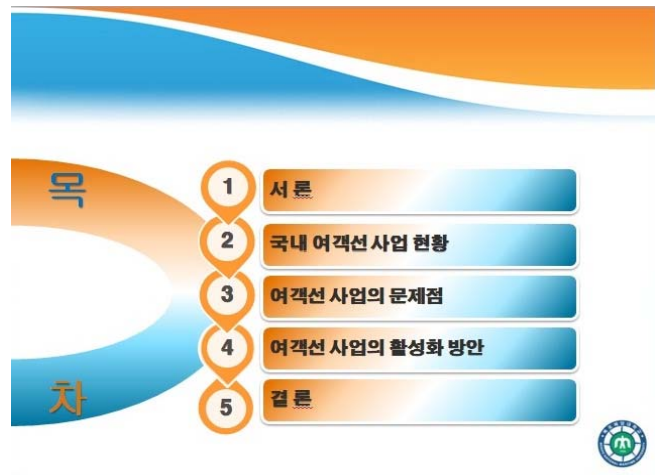 목
차
1 서 론
2 국내 여객선 사업 현황
3 여객선 사업의 문제점
4 여객선 사업의 활성화 방안
5 결 론